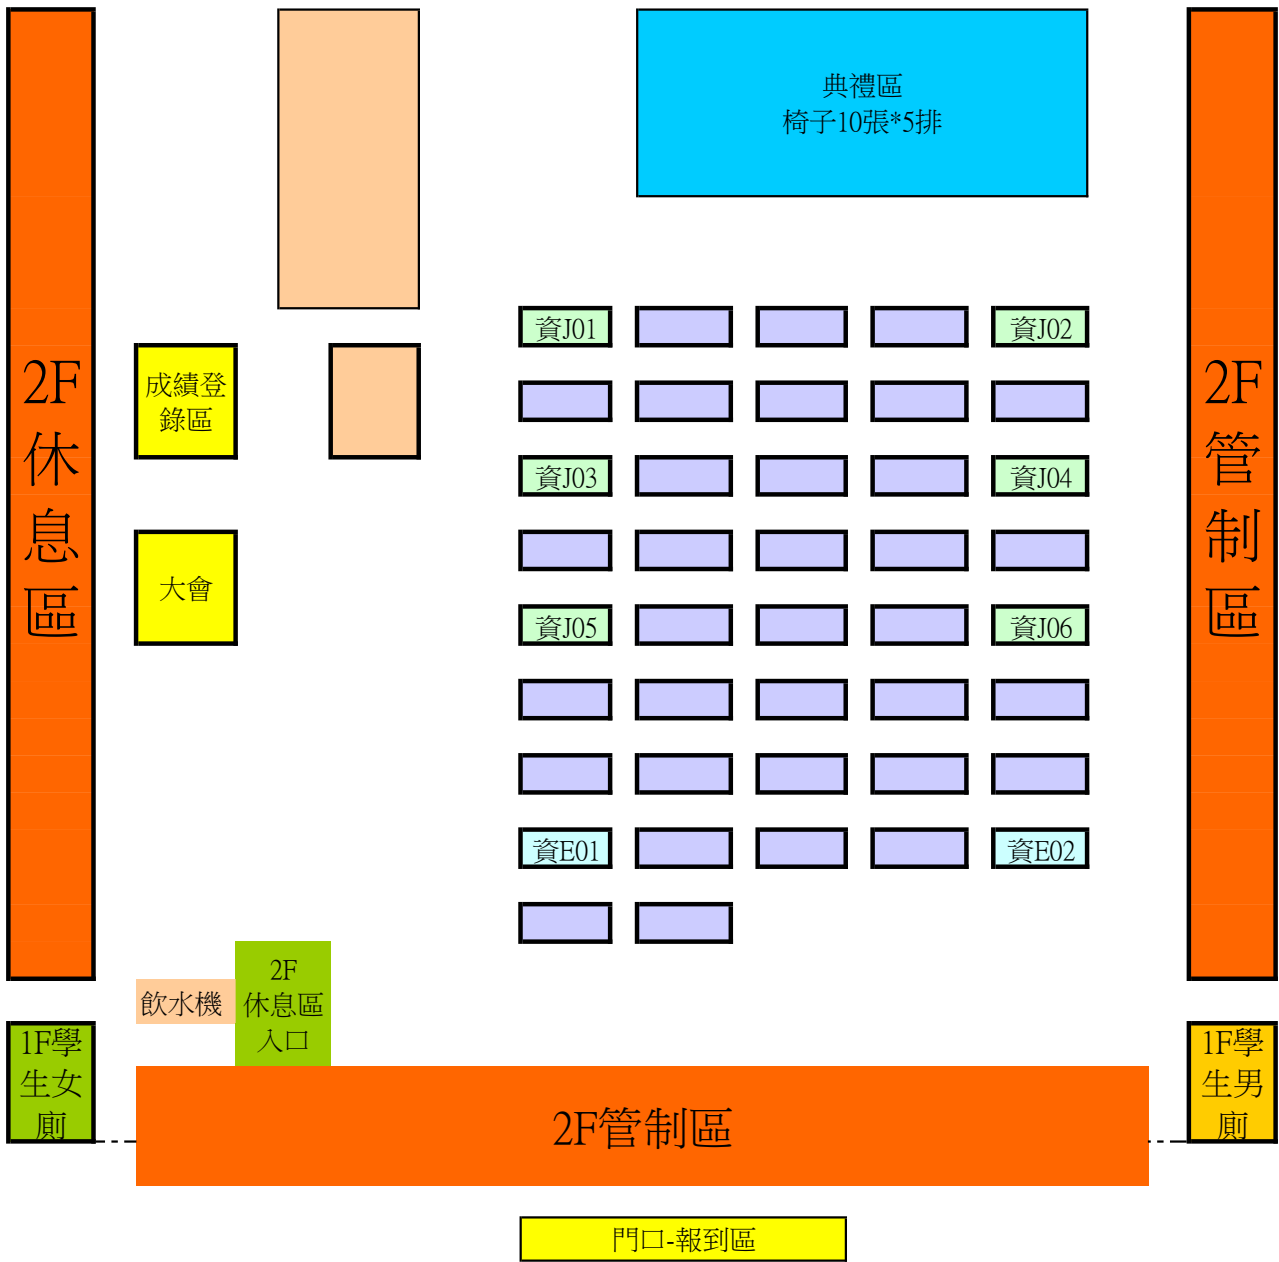 典禮區
椅子10張*5排
資J01
資J02
2F
休
息
區
成績登
錄區
2F
管
制
區
資J03
資J04
大會
資J05
資J06
資E01
資E02
2F
休息區
入口
飲水機
1F學
生女
廁
1F學
生男
廁
2F管制區
門口-報到區